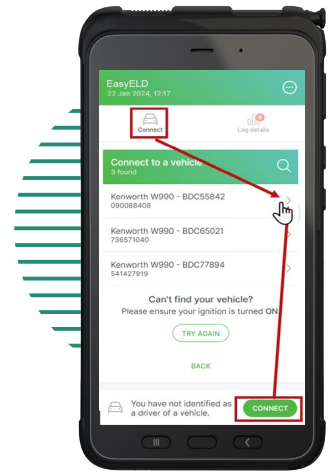 EasyELD
22 Jan 2024, 12:17
Connect
Log details
Connect to a vehicle
3 found
Kenworth W990 - BDC55842
090088408
Kenworth W990 - BDC65021
736571040
Kenworth W990 - BDC77894
541427919
Can't find your vehicle?
Please ensure your ignition is turned ON.
TRY AGAIN
BACK
You have not identified as
a driver of a vehicle.
CONNECT